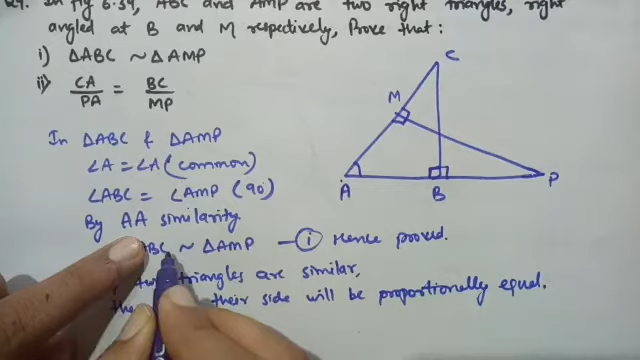 In Fig 6.39, ABC and AMP are two right triangles, right
angled at B and M respectively, Prove that :
i) ΔABC ~ ΔAMP
ii) CA/PA = BC/MP
In ΔABC & ΔAMP
∠A = ∠A (common)
∠ABC = ∠AMP (90)
By AA similarity
BC ~ ΔAMP —(i) Hence proved.
two triangles are similar,
their side will be proportionally equal.
C
M
A
B
P